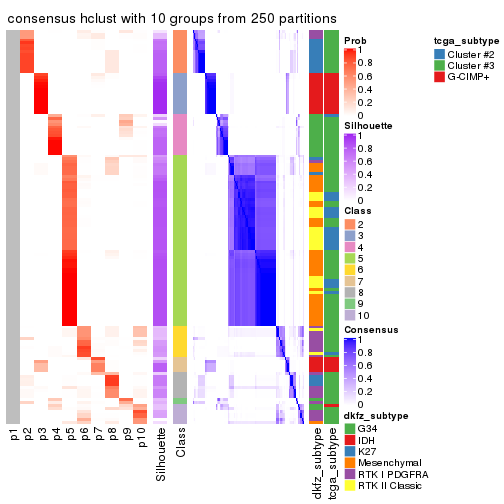 consensus hclust with 10 groups from 250 partitions
Prob
1
0.8
0.6
0.4
0.2
0
Silhouette
1
0.8
0.6
0.4
0.2
0
Class
2
3
4
5
6
7
8
9
10
Consensus
1
0.8
0.6
0.4
0.2
0
dkfz_subtype
G34
IDH
K27
Mesenchymal
RTK I PDGFRA
RTK II Classic
tcga_subtype
Cluster #2
Cluster #3
G-CIMP+
p1
p2
p3
p4
p5
p6
p7
p8
p9
p10
Silhouette
Class
dkfz_subtype
tcga_subtype